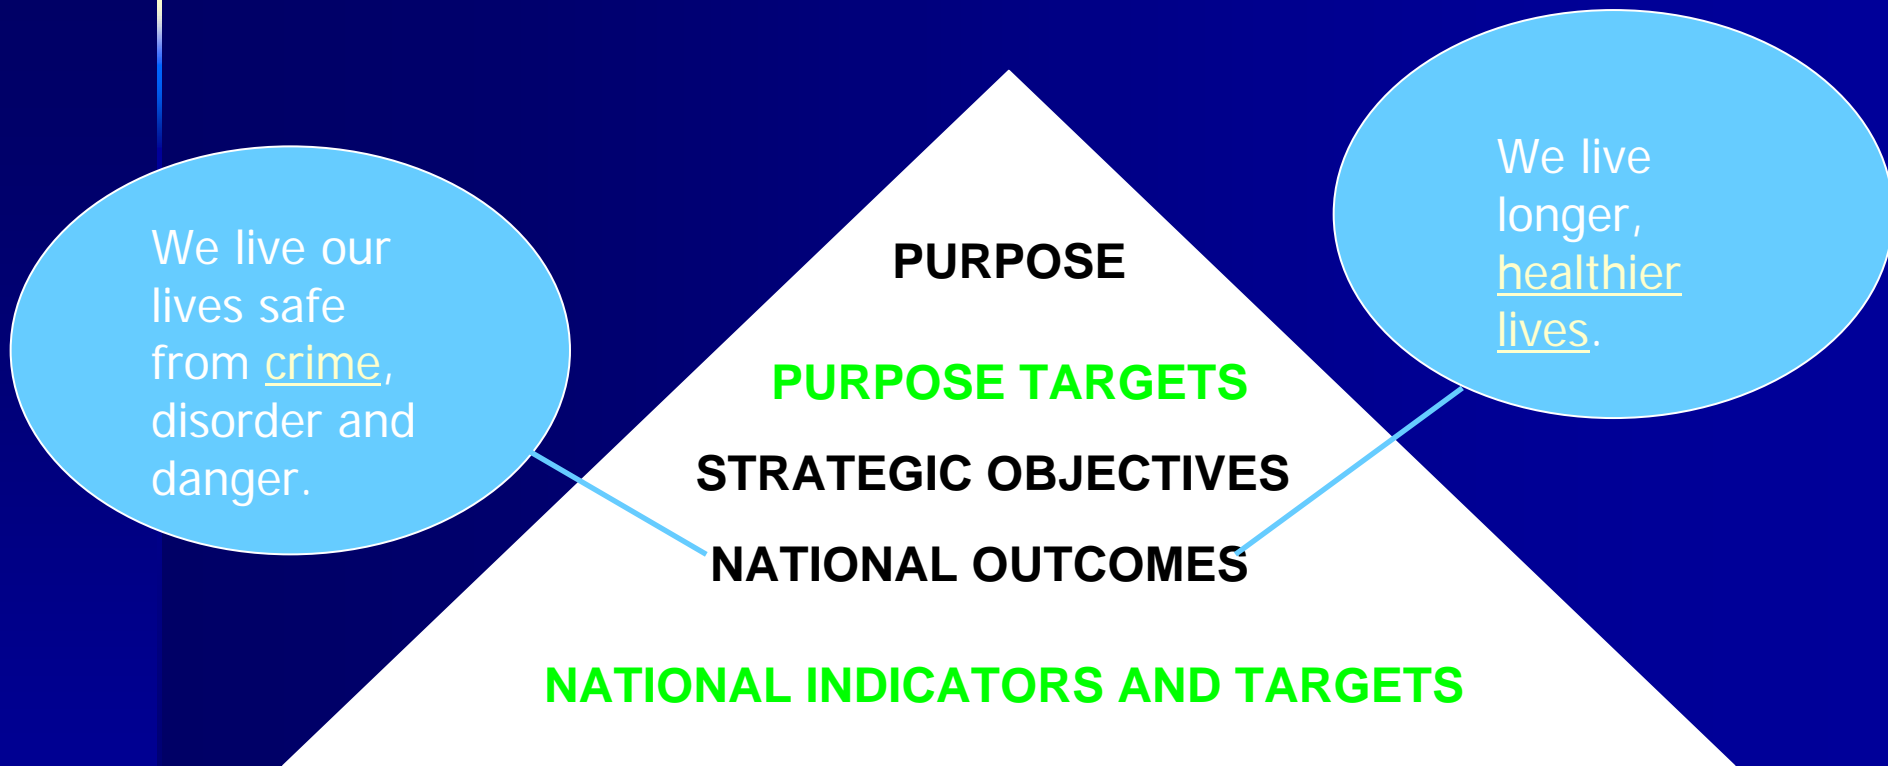 We live our
lives safe
from crime,
disorder and
danger.
We live
longer,
healthier
lives.
PURPOSE
PURPOSE TARGETS
STRATEGIC OBJECTIVES
NATIONAL OUTCOMES
NATIONAL INDICATORS AND TARGETS